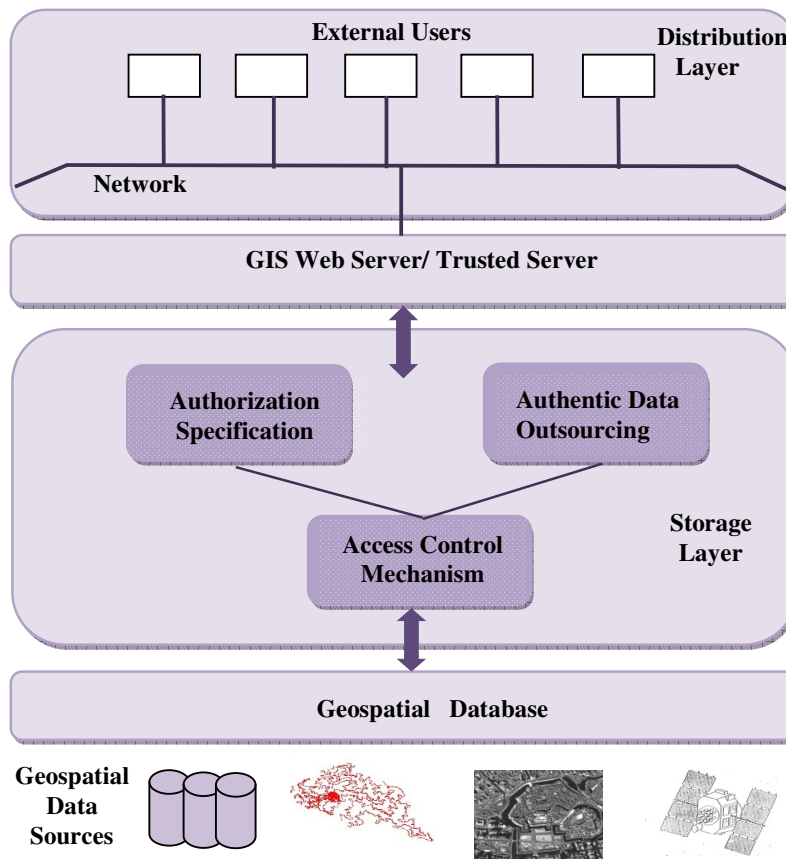 External Users
Distribution
Layer
Network
GIS Web Server/ Trusted Server
Authorization
Specification
Authentic Data
Outsourcing
Access Control
Mechanism
Storage
Layer
Geospatial Database
Geospatial
Data
Sources